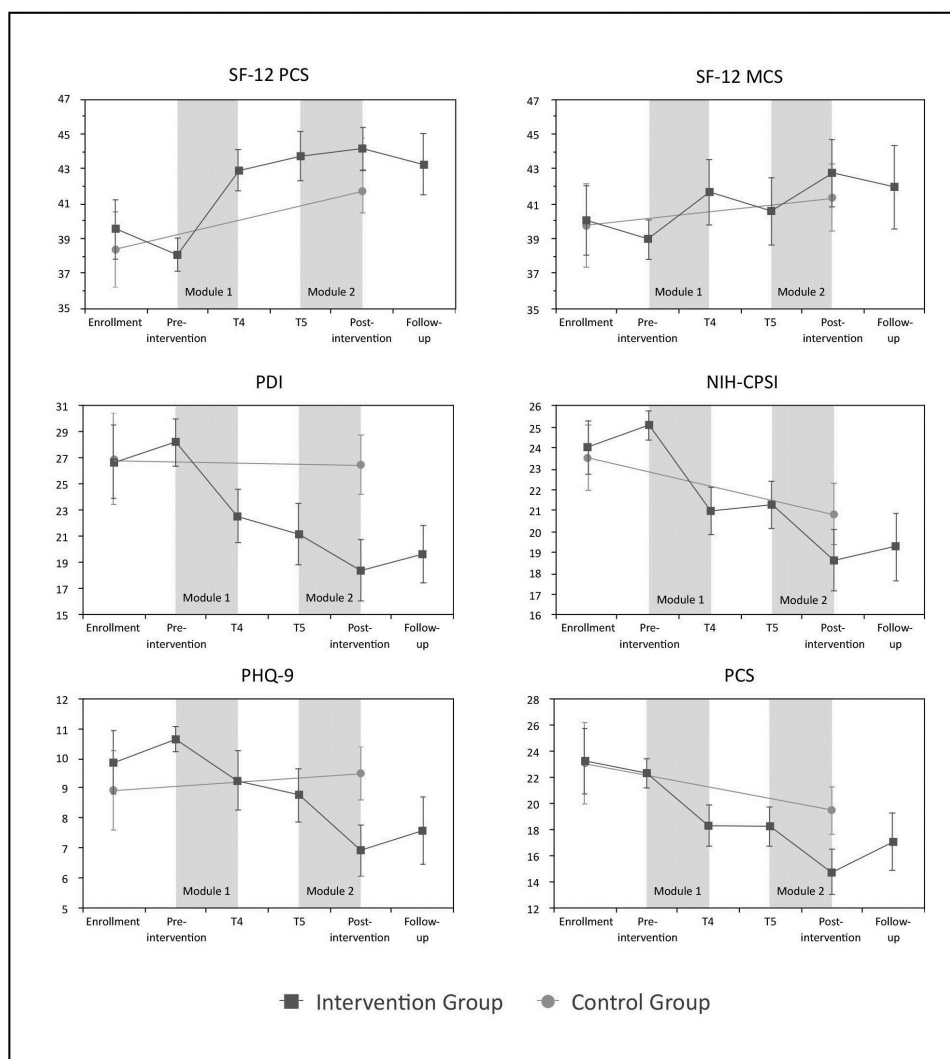 SF-12 PCS
47
45
43
41
39
37
35
Module 1
Module 2
Enrollment
Pre-
intervention
T4
T5
Post-
intervention
Follow-
up
SF-12 MCS
47
45
43
41
39
37
35
Module 1
Module 2
Enrollment
Pre-
intervention
T4
T5
Post-
intervention
Follow-
up
PDI
31
29
27
25
23
21
19
17
15
Module 1
Module 2
Enrollment
Pre-
intervention
T4
T5
Post-
intervention
Follow-
up
NIH-CPSI
26
25
24
23
22
21
20
19
18
17
16
Module 1
Module 2
Enrollment
Pre-
intervention
T4
T5
Post-
intervention
Follow-
up
PHQ-9
12
11
10
9
8
7
6
5
Module 1
Module 2
Enrollment
Pre-
intervention
T4
T5
Post-
intervention
Follow-
up
PCS
28
26
24
22
20
18
16
14
12
Module 1
Module 2
Enrollment
Pre-
intervention
T4
T5
Post-
intervention
Follow-
up
Intervention Group
Control Group